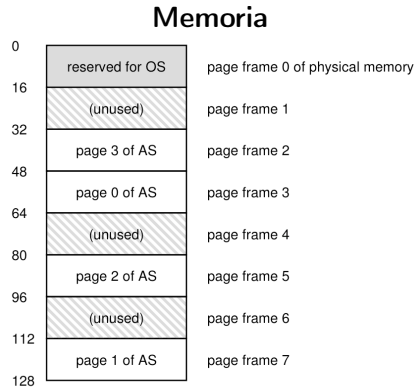 Memoria
0
reserved for OS page frame 0 of physical memory
16
(unused) page frame 1
32
page 3 of AS page frame 2
48
page 0 of AS page frame 3
64
(unused) page frame 4
80
page 2 of AS page frame 5
96
(unused) page frame 6
112
page 1 of AS page frame 7
128